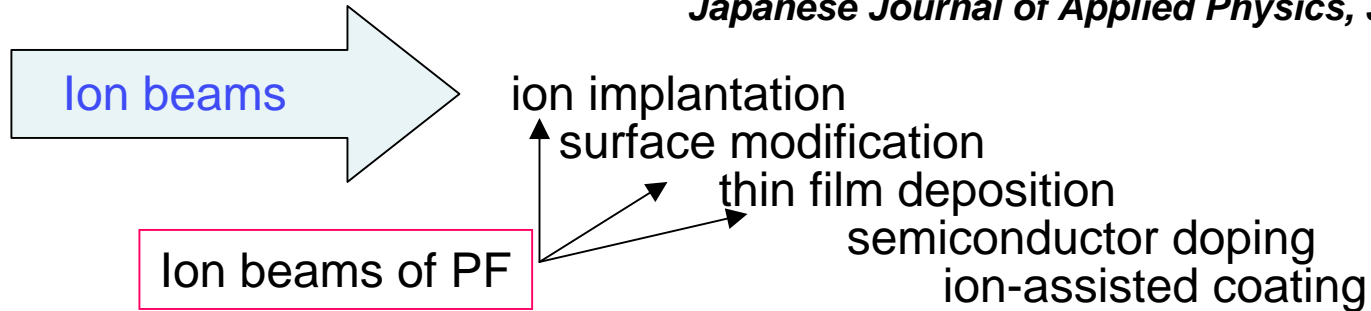 Japanese Journal of Applied Physics,
Ion beams
ion implantation
surface modification
thin film deposition
semiconductor doping
ion-assisted coating
Ion beams of PF